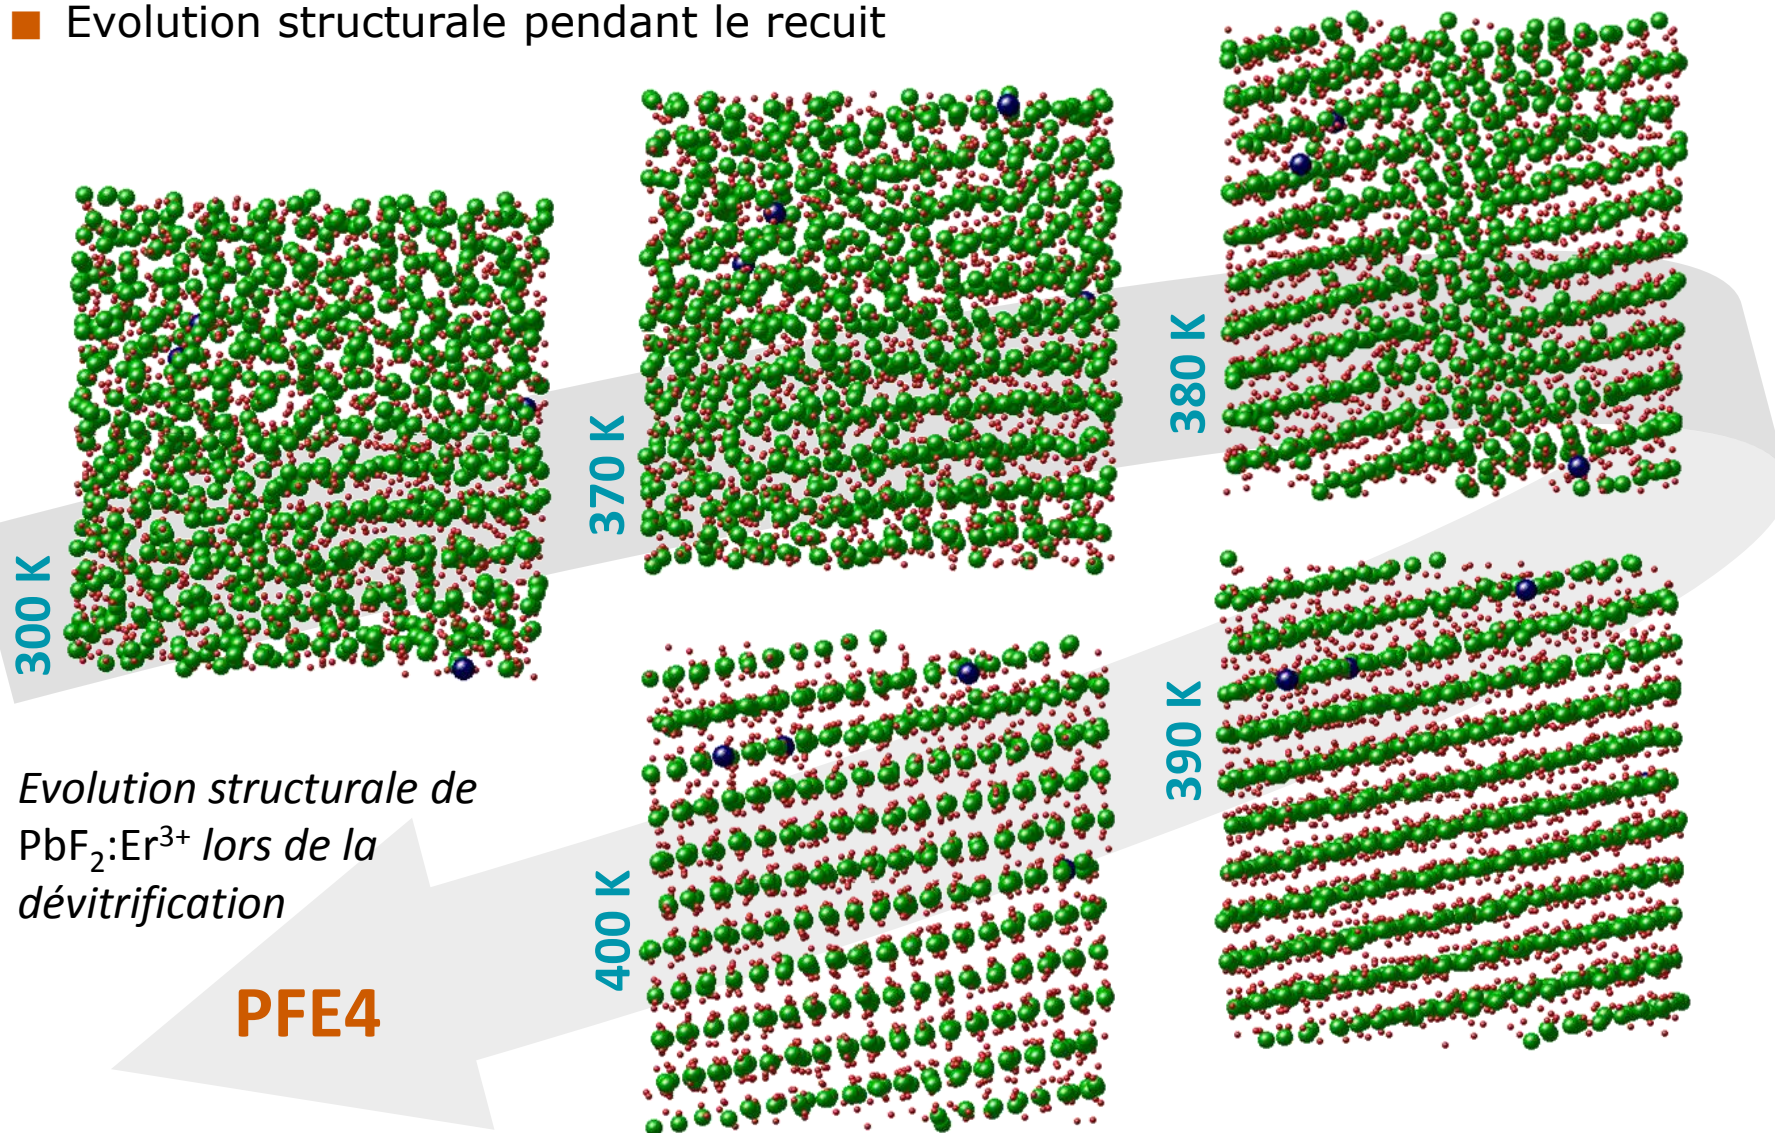 ■ Evolution structurale pendant le recuit
300 K
370 K
380 K
390 K
400 K
Evolution structurale de
PbF₂:Er³⁺ lors de la
dévitrification
PFE4